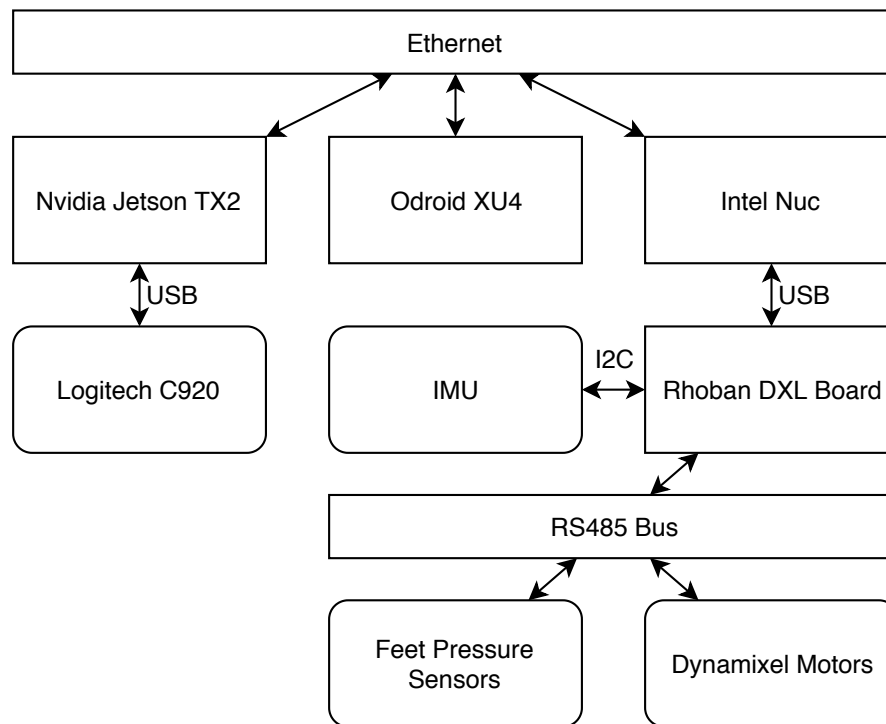 Ethernet
Nvidia Jetson TX2
Odroid XU4
Intel Nuc
USB
USB
Logitech C920
IMU
I2C
Rhoban DXL Board
RS485 Bus
Feet Pressure
Sensors
Dynamixel Motors